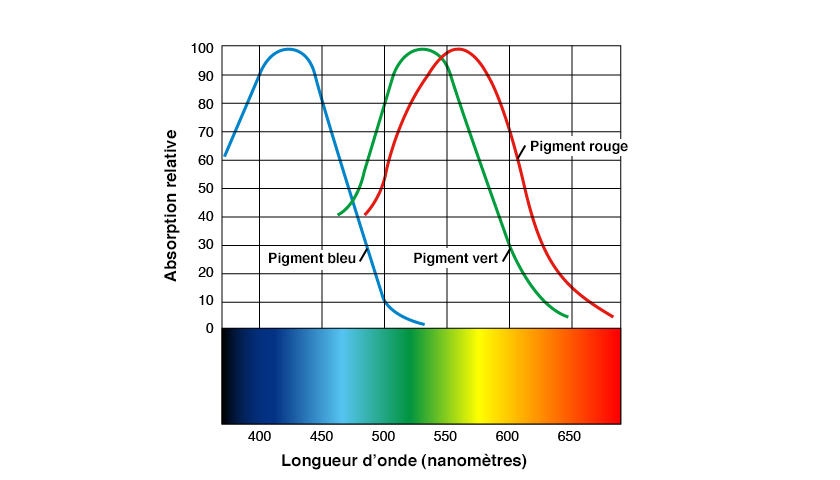 100
90
80
70
60
50
40
30
20
10
0
Absorption relative
Pigment rouge
Pigment bleu
Pigment vert
400 450 500 550 600 650
Longueur d’onde (nanomètres)